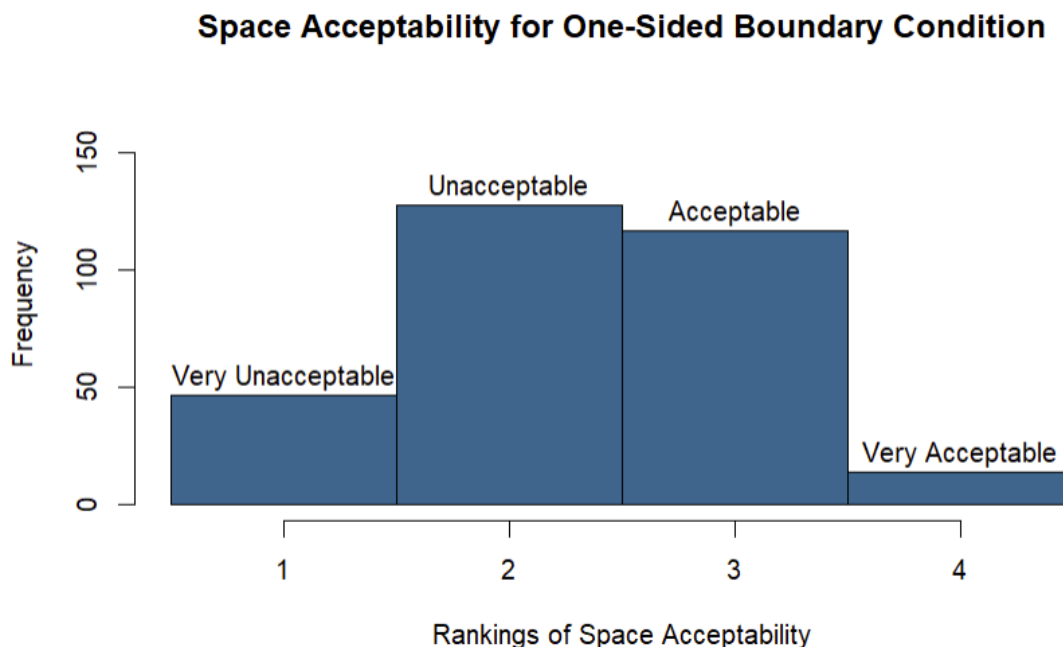 Space Acceptability for One-Sided Boundary Condition
150
100
50
0
Frequency
Very Unacceptable
Unacceptable
Acceptable
Very Acceptable
1 2 3 4
Rankings of Space Acceptability